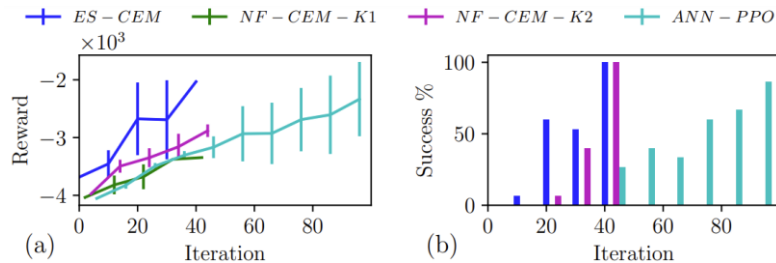 ES − CEM NF − CEM − K1 NF − CEM − K2 ANN − PPO
×10³
−2
−3
−4
Reward
0 20 40 60 80
Iteration
(a)
100
50
0
Success %
0 20 40 60 80
Iteration
(b)